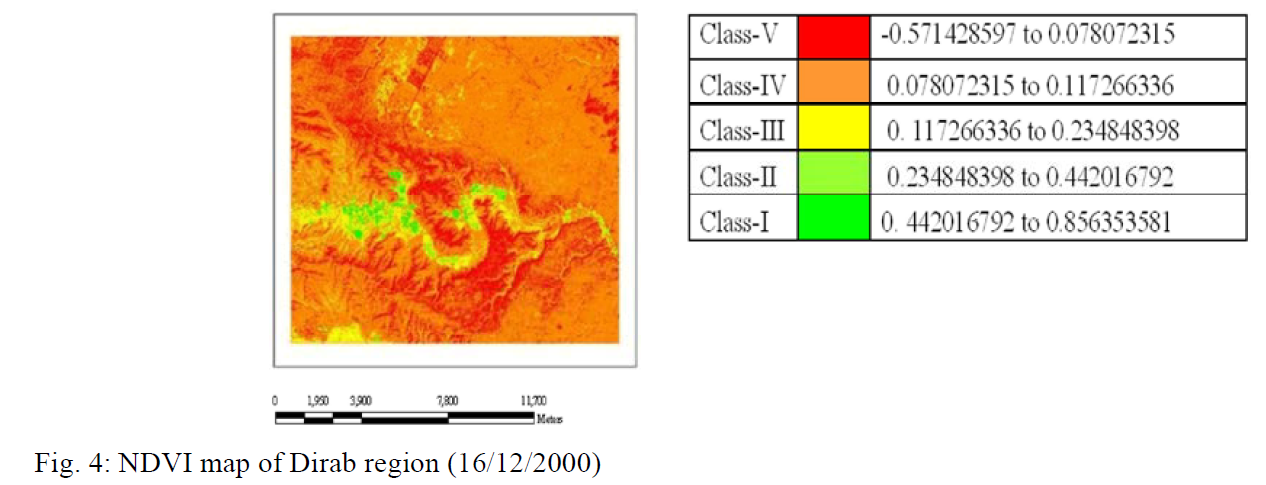 Class-V -0.571428597 to 0.078072315
Class-IV 0.078072315 to 0.117266336
Class-III 0. 117266336 to 0.234848398
Class-II 0.234848398 to 0.442016792
Class-I 0. 442016792 to 0.856353581
0 1,950 3,900 7,800 11,700
Meters
Fig. 4: NDVI map of Dirab region (16/12/2000)